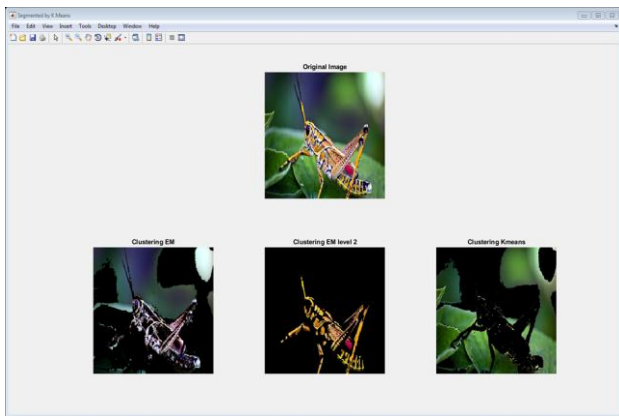 Segmented by K Means
File Edit View Insert Tools Desktop Window Help
Original Image
Clustering EM
Clustering EM level 2
Clustering Kmeans